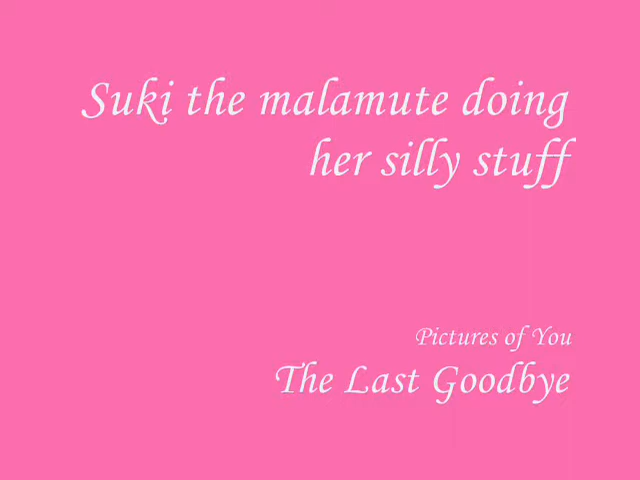 Suki the malamute doing
her silly stuff
Pictures of You
The Last Goodbye